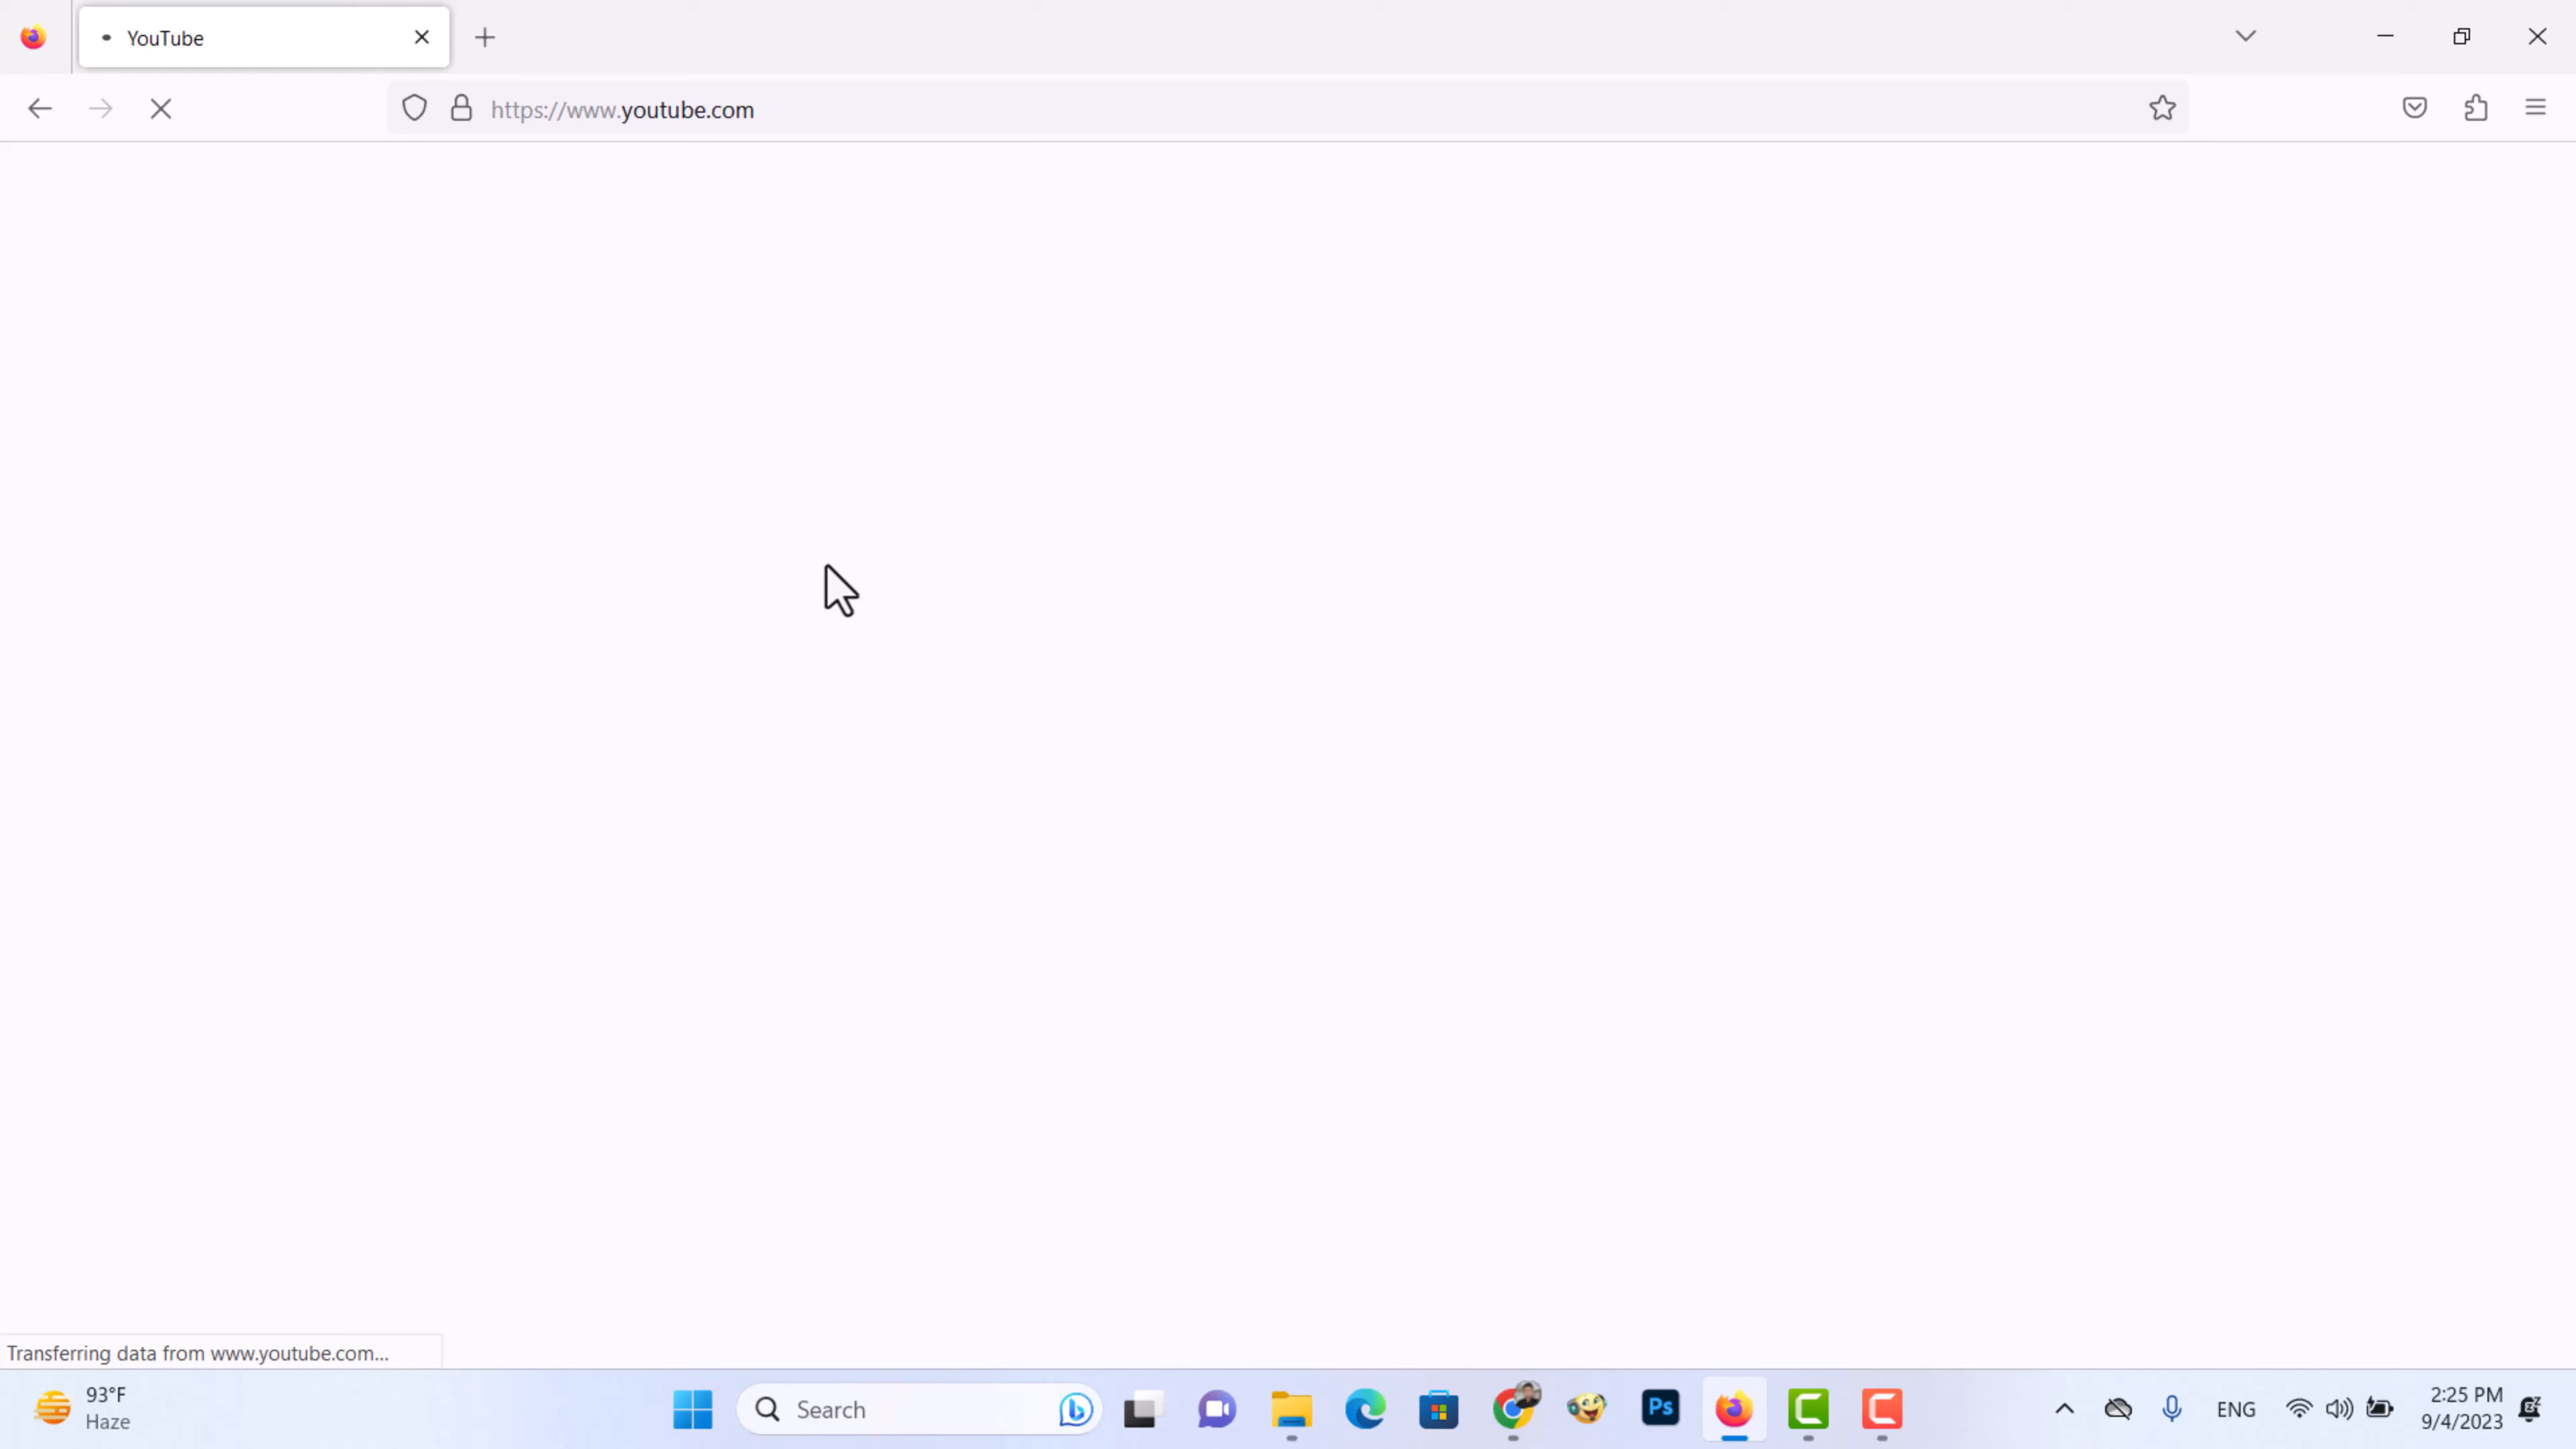 YouTube
https://www.youtube.com
Transferring data from www.youtube.com...
93°F
Haze
Search
Ps
ENG
2:25 PM
9/4/2023